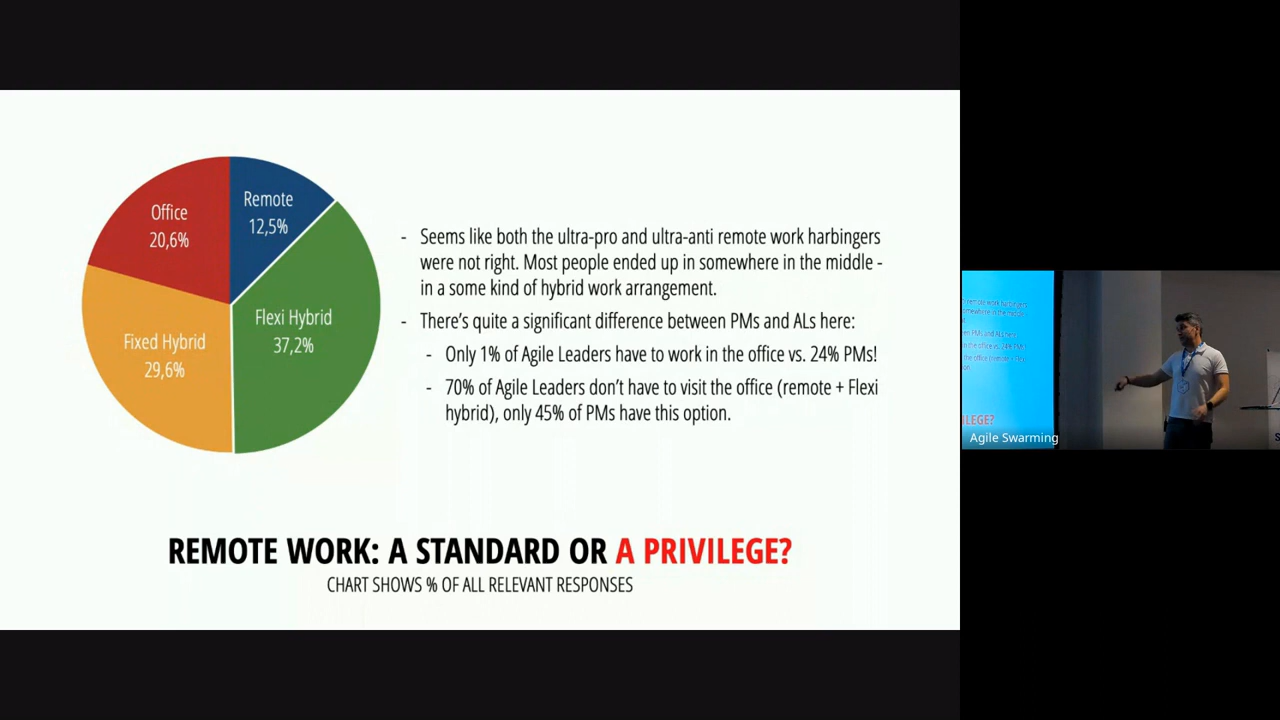 Office
20,6%
Remote
12,5%
Fixed Hybrid
29,6%
Flexi Hybrid
37,2%
- Seems like both the ultra-pro and ultra-anti remote work harbingers
were not right. Most people ended up in somewhere in the middle -
in a some kind of hybrid work arrangement.
- There's quite a significant difference between PMs and ALs here:
- Only 1% of Agile Leaders have to work in the office vs. 24% PMs!
- 70% of Agile Leaders don't have to visit the office (remote + Flexi
hybrid), only 45% of PMs have this option.
REMOTE WORK: A STANDARD OR A PRIVILEGE?
CHART SHOWS % OF ALL RELEVANT RESPONSES
ILEGE?
Agile Swarming